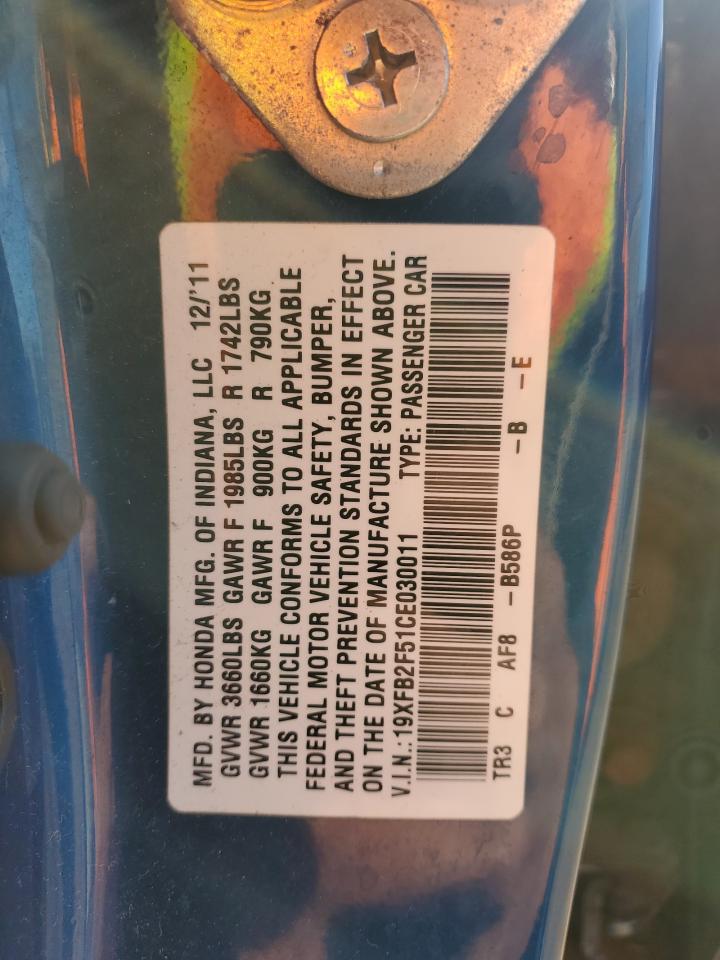 MFD. BY HONDA MFG. OF INDIANA, LLC 12/'11
GVWR 3660LBS GAWR F 1985LBS R 1742LBS
GVWR 1660KG GAWR F 900KG R 790KG
THIS VEHICLE CONFORMS TO ALL APPLICABLE
FEDERAL MOTOR VEHICLE SAFETY, BUMPER,
AND THEFT PREVENTION STANDARDS IN EFFECT
ON THE DATE OF MANUFACTURE SHOWN ABOVE.
V.I.N.: 19XFB2F51CE030011 TYPE: PASSENGER CAR
TR3 C AF8 -B586P -B -E